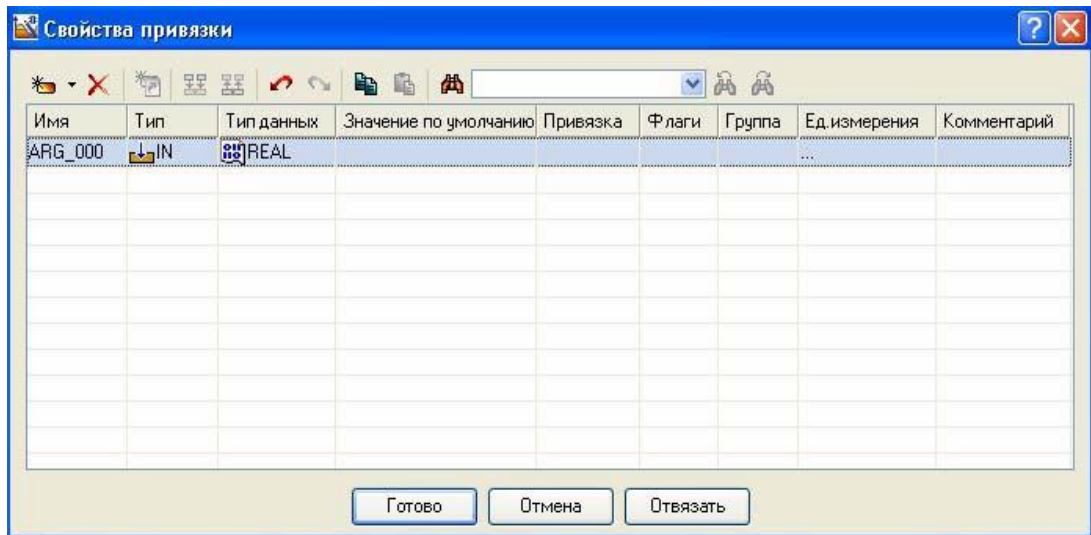 Свойства привязки
Имя Тип Тип данных Значение по умолчанию Привязка Флаги Группа Ед.измерения Комментарий
ARG_000 IN REAL ...
Готово Отмена Отвязать